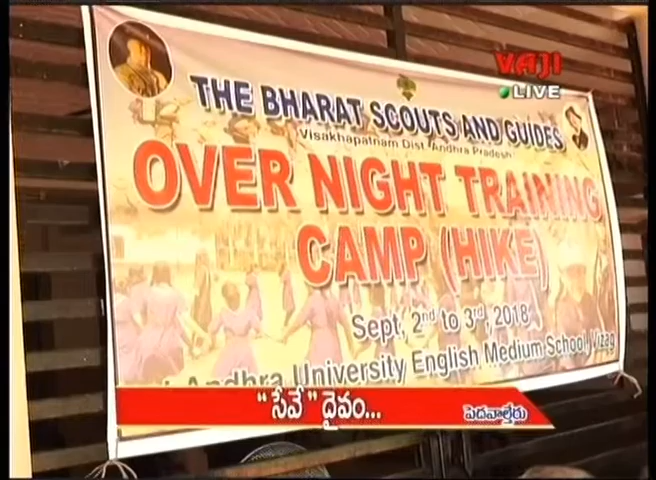 VAJI
LIVE
THE BHARAT SCOUTS AND GUIDES
Visakhapatnam Dist Andhra Pradesh
OVER NIGHT TRAINING
CAMP (HIKE)
Sept, 2nd to 3rd, 2018
Andhra University English Medium School, Vizag
"సేవే" దైవం...
పెదవాల్తేరు